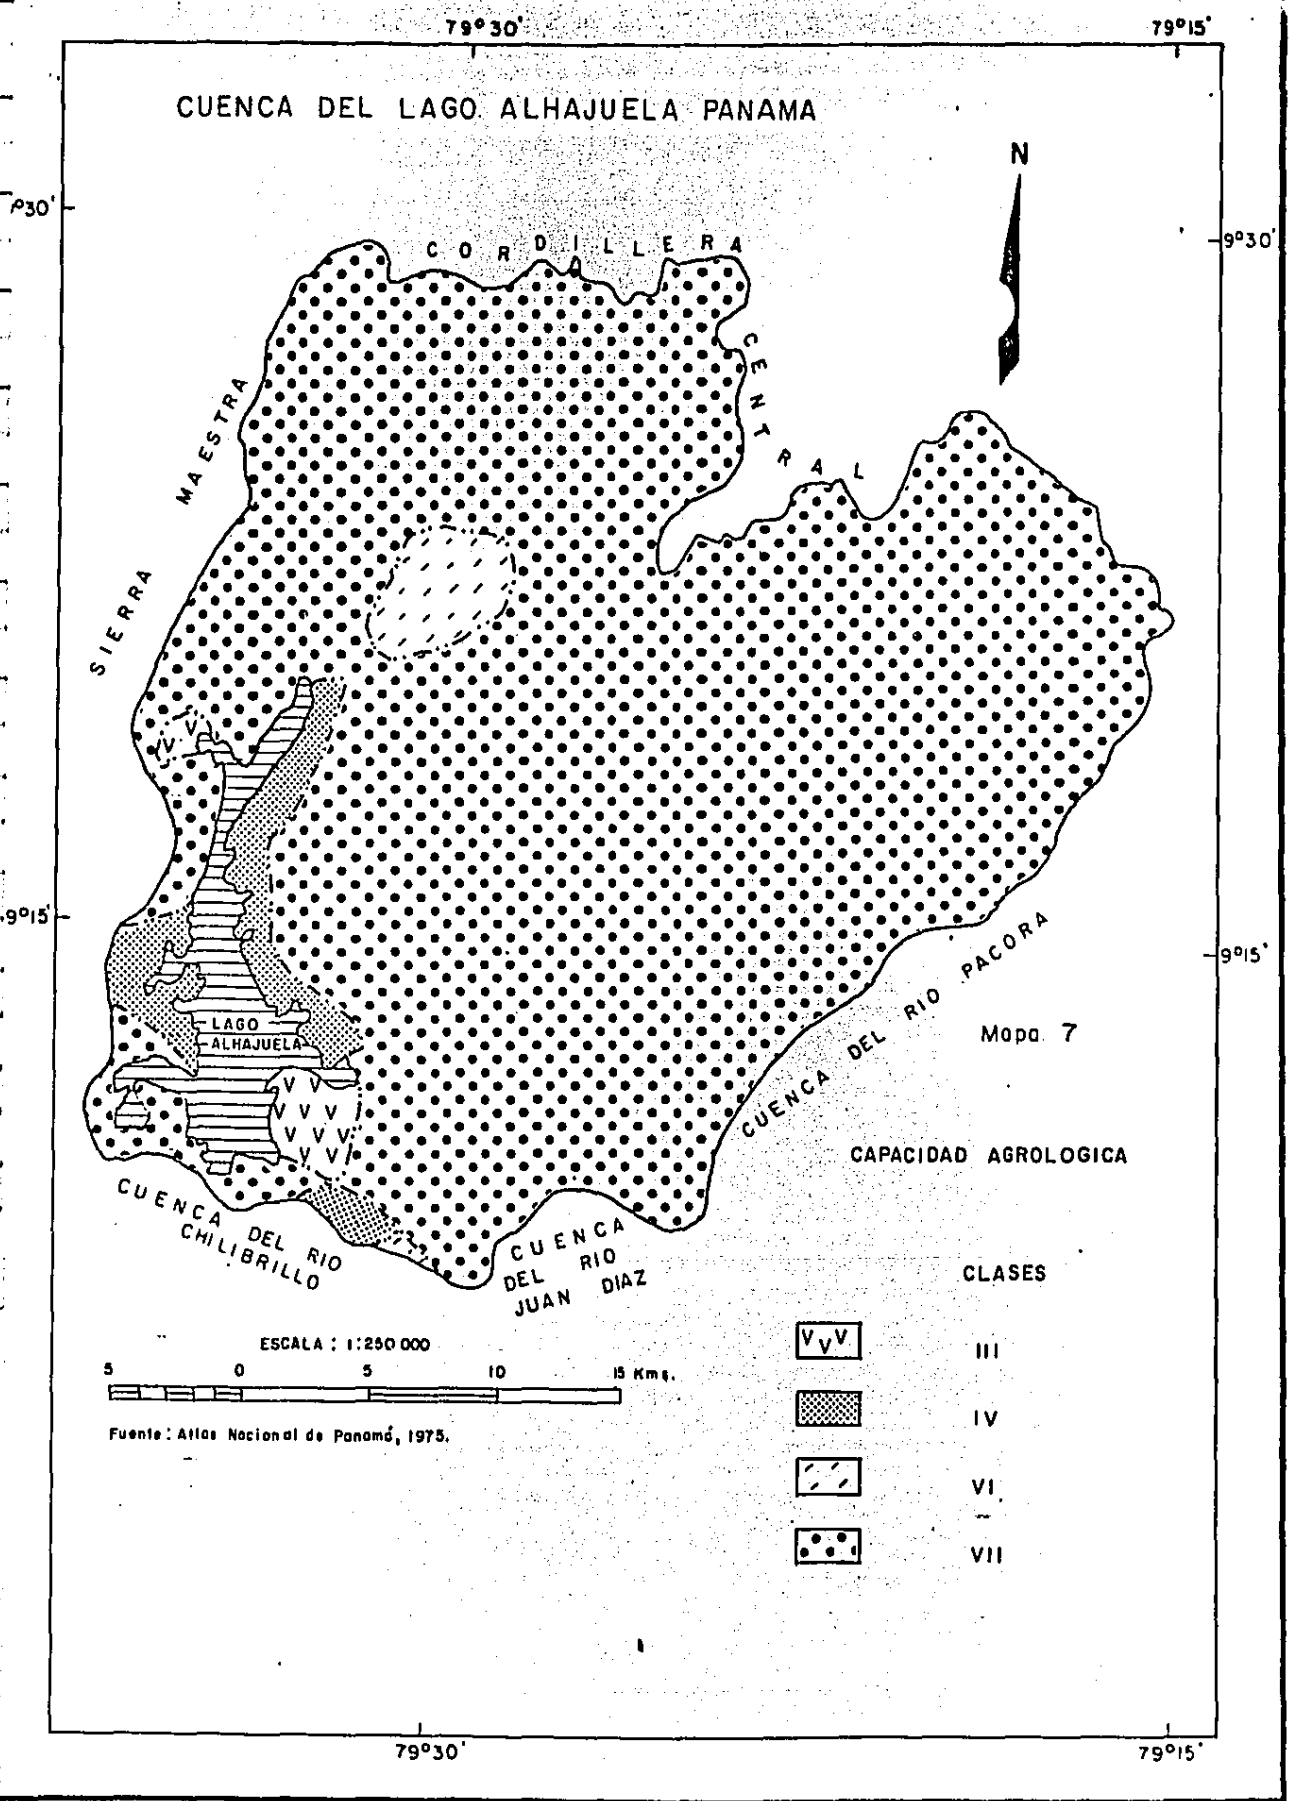 79°30' 79°15'
CUENCA DEL LAGO ALHAJUELA PANAMA
N
9°30'
CORDILLERA
CENTRAL
SIERRA MAESTRA
9°15'
9°15'
LAGO
ALHAJUELA
V V
V V
V V V
V V V
V V
CUENCA DEL RIO PACORA
Mapa 7
CAPACIDAD AGROLOGICA
CUENCA DEL RIO
CHILIBRILLO
CUENCA
DEL RIO
JUAN DIAZ
CLASES
V V V III
IV
VI
VII
ESCALA: 1:250 000
5 0 5 10 15 Kms.
Fuente: Atlas Nacional de Panamá, 1975.
79°30' 79°15'